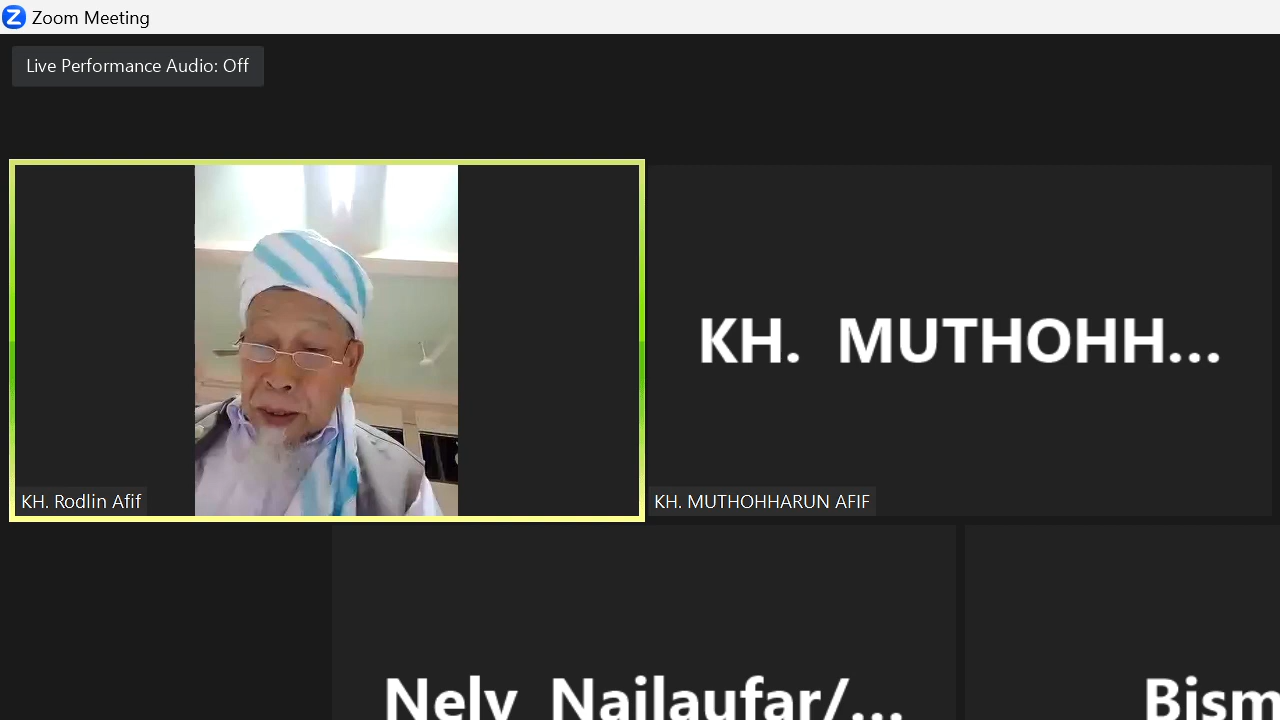 Zoom Meeting
Live Performance Audio: Off
KH. MUTHOHH...
KH. Rodlin Afif
KH. MUTHOHHARUN AFIF
Nely Nailaufar/...
Bism